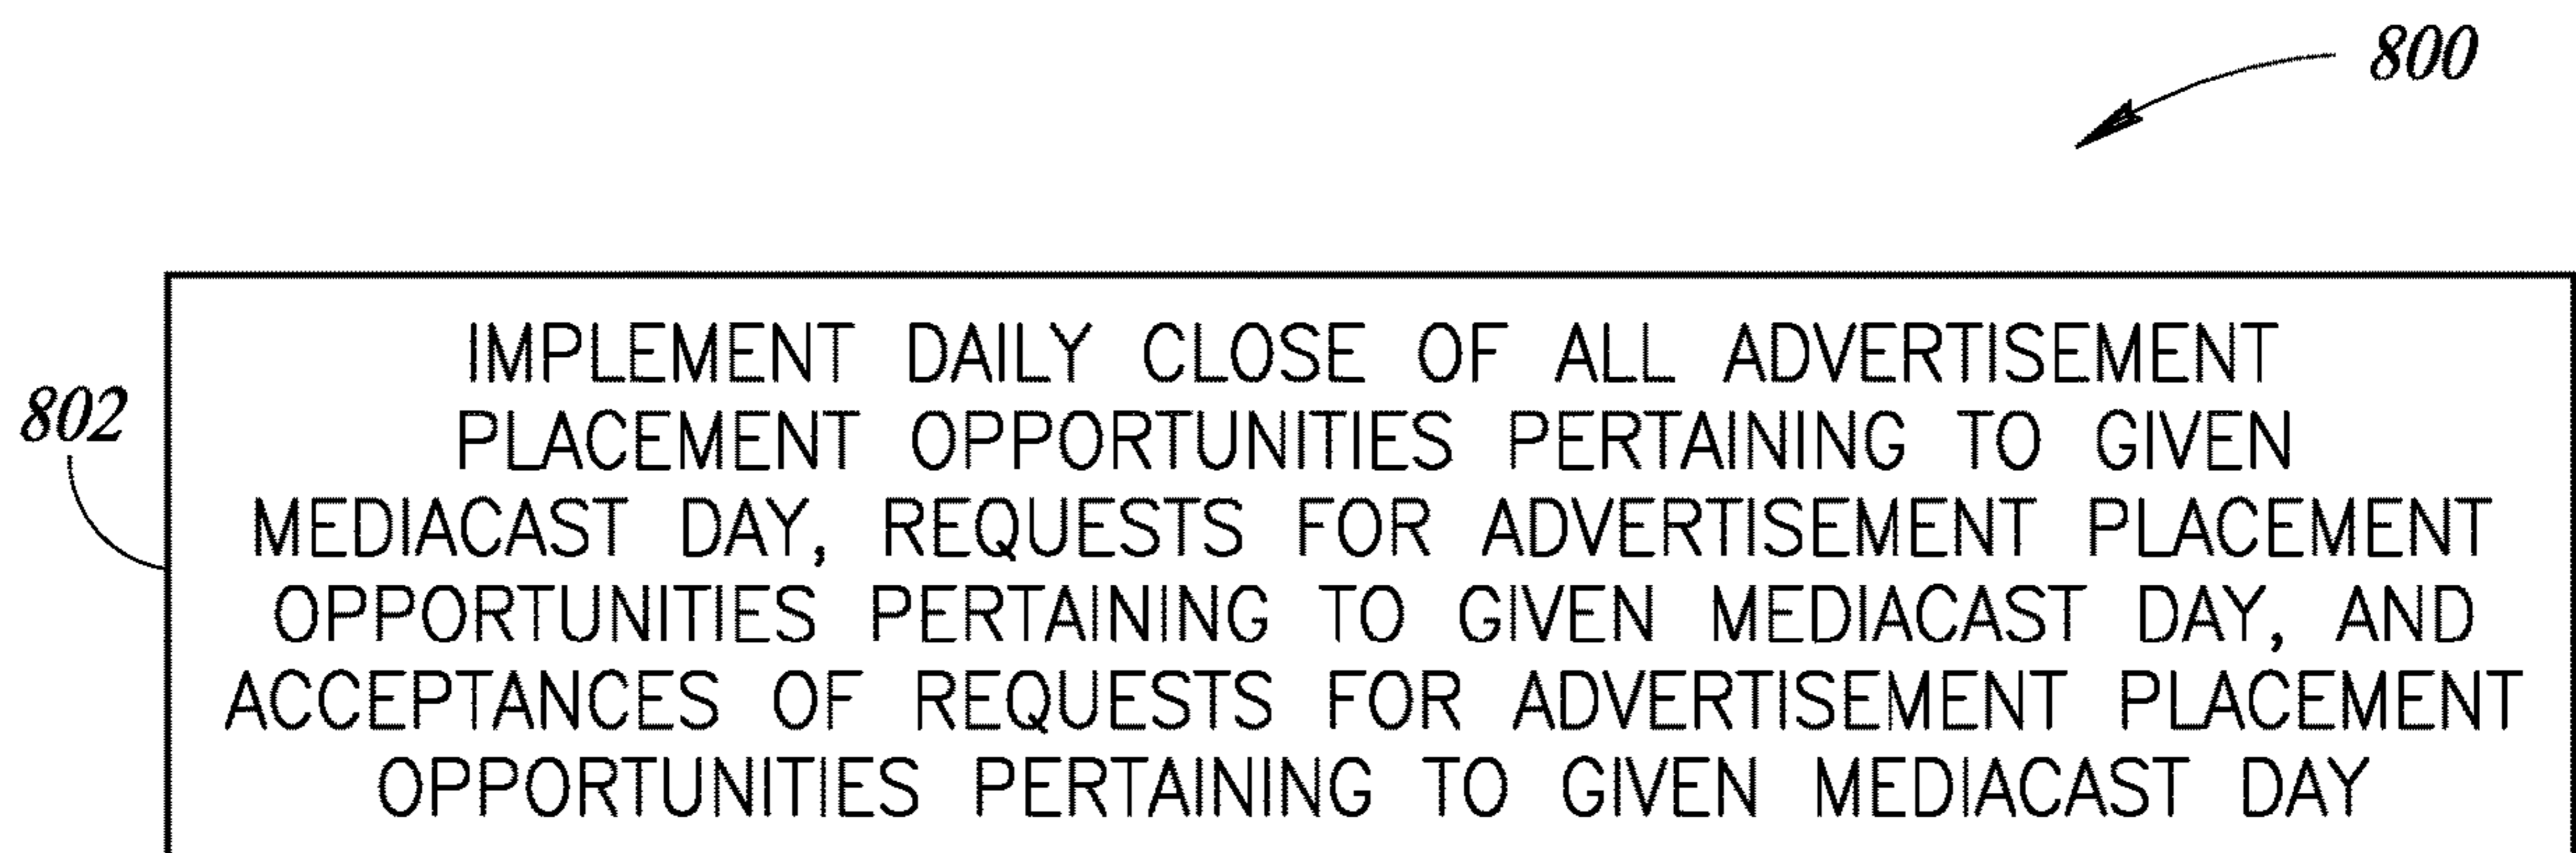 800
802
IMPLEMENT DAILY CLOSE OF ALL ADVERTISEMENT
PLACEMENT OPPORTUNITIES PERTAINING TO GIVEN
MEDIACAST DAY, REQUESTS FOR ADVERTISEMENT PLACEMENT
OPPORTUNITIES PERTAINING TO GIVEN MEDIACAST DAY, AND
ACCEPTANCES OF REQUESTS FOR ADVERTISEMENT PLACEMENT
OPPORTUNITIES PERTAINING TO GIVEN MEDIACAST DAY